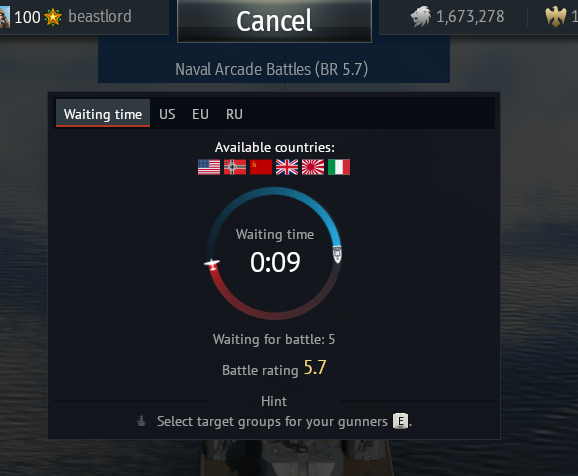 100 beastlord
Cancel
1,673,278
Naval Arcade Battles (BR 5.7)
Waiting time US EU RU
Available countries:
Waiting time
0:09
Waiting for battle: 5
Battle rating 5.7
Hint
Select target groups for your gunners E.